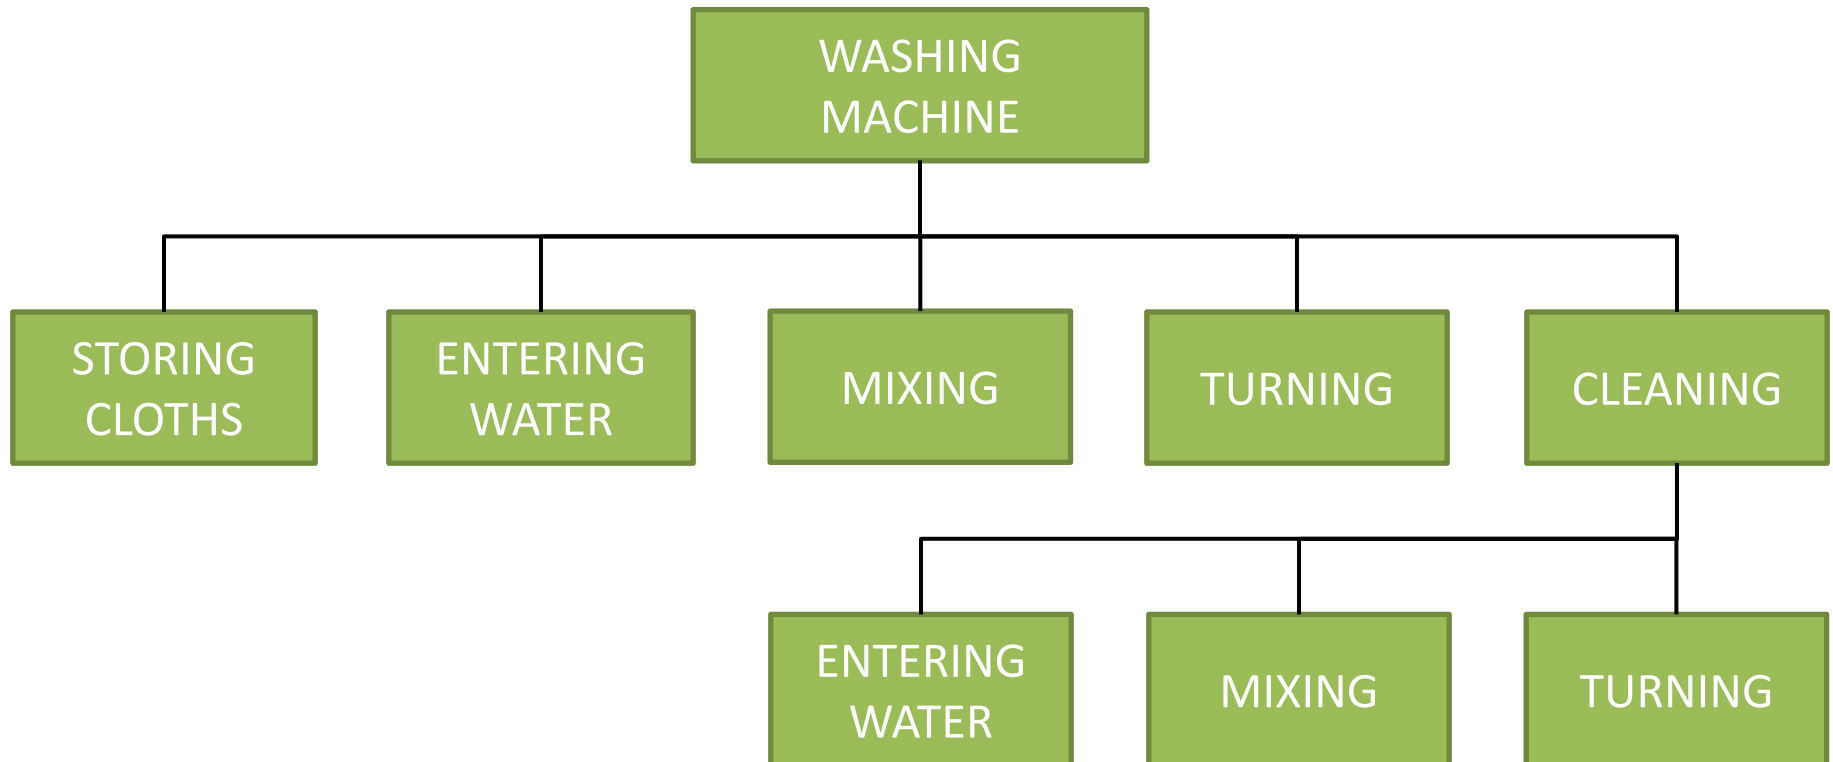 WASHING
MACHINE
STORING
CLOTHS
ENTERING
WATER
MIXING
TURNING
CLEANING
ENTERING
WATER
MIXING
TURNING